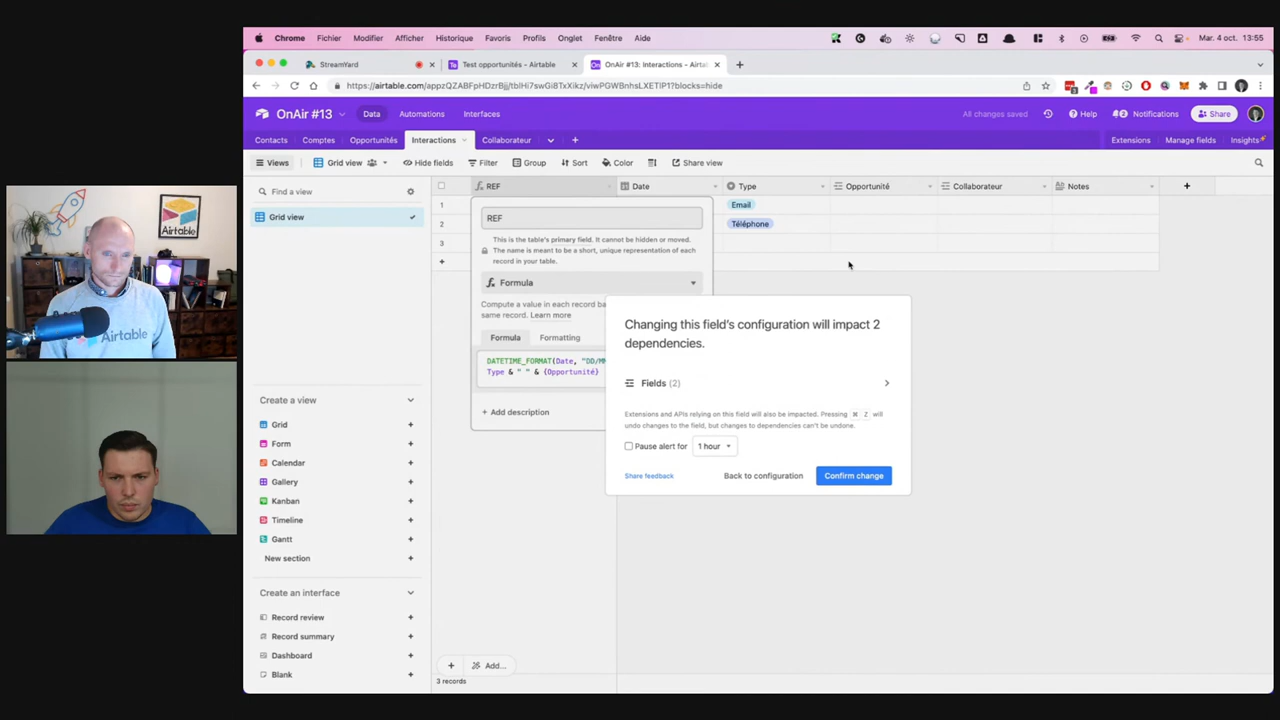 Chrome Fichier Modifier Afficher Historique Favoris Profils Onglet Fenêtre Aide Mar. 4 oct. 13:55
StreamYard Test opportunités – Airtable OnAir #13: Interactions – Airta
https://airtable.com/appzQZABFpHDzrBjj/tblHi7swGi8TxXikz/viwPGWBnhsLXETIP1?blocks=hide
OnAir #13 Data Automations Interfaces All changes saved Help 2 Notifications Share
Contacts Comptes Opportunités Interactions Collaborateur Extensions Manage fields Insights
Views Grid view Hide fields Filter Group Sort Color Share view
Find a view
Grid view
REF Date Type Opportunité Collaborateur Notes
1 Email
2 Téléphone
3
REF
This is the table's primary field. It cannot be hidden or moved.
The name is meant to be a short, unique representation of each
record in your table.
Formula
Compute a value in each record ba
same record. Learn more
Formula Formatting
DATETIME_FORMAT(Date, "DD/MM
Type & " " & {Opportunité}
+ Add description
Changing this field's configuration will impact 2
dependencies.
Fields (2)
Extensions and APIs relying on this field will also be impacted. Pressing ⌘ Z will
undo changes to the field, but changes to dependencies can't be undone.
Pause alert for 1 hour
Share feedback Back to configuration Confirm change
Create a view
Grid
Form
Calendar
Gallery
Kanban
Timeline
Gantt
New section
Create an interface
Record review
Record summary
Dashboard
Blank
+ Add...
3 records
Airtable
Airtable